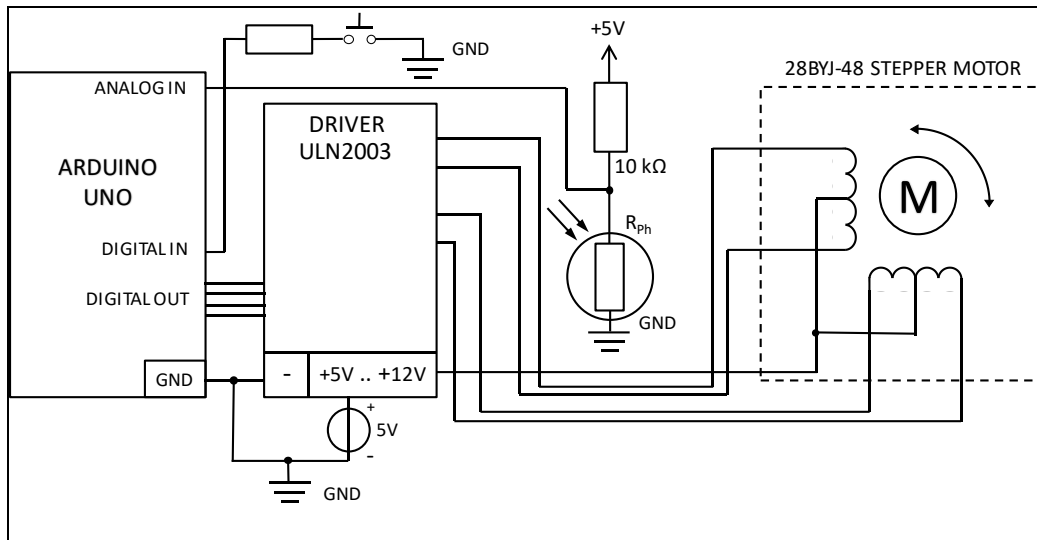 GND
+5V
28BYJ-48 STEPPER MOTOR
ANALOG IN
DRIVER
ULN2003
ARDUINO
UNO
10 kΩ
M
R_Ph
DIGITAL IN
DIGITAL OUT
GND
GND
-
+5V .. +12V
+
5V
-
GND